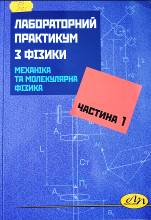 ЛАБОРАТОРНИЙ
ПРАКТИКУМ
З ФІЗИКИ
МЕХАНІКА
ТА МОЛЕКУЛЯРНА
ФІЗИКА
ЧАСТИНА 1